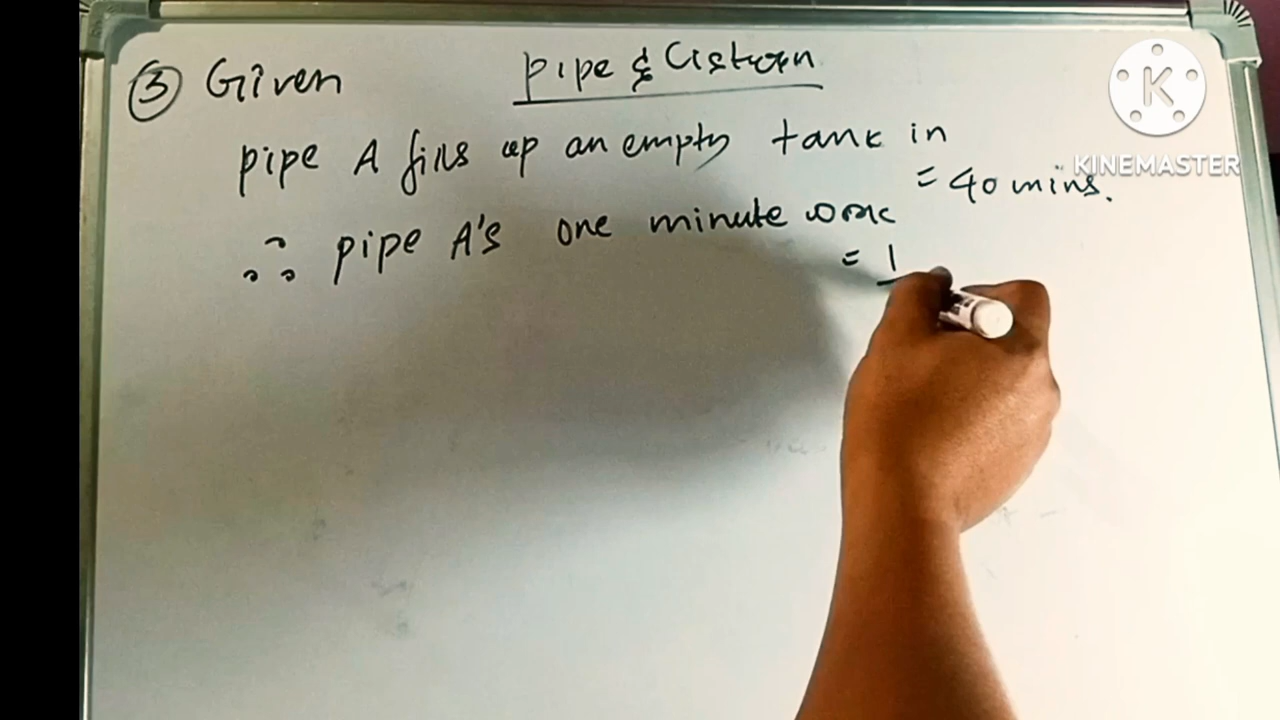 ③ Given Pipe & Cistern
pipe A fills up an empty tank in
= 40 mins.
∴ pipe A's one minute work
= 1
K
KINEMASTER